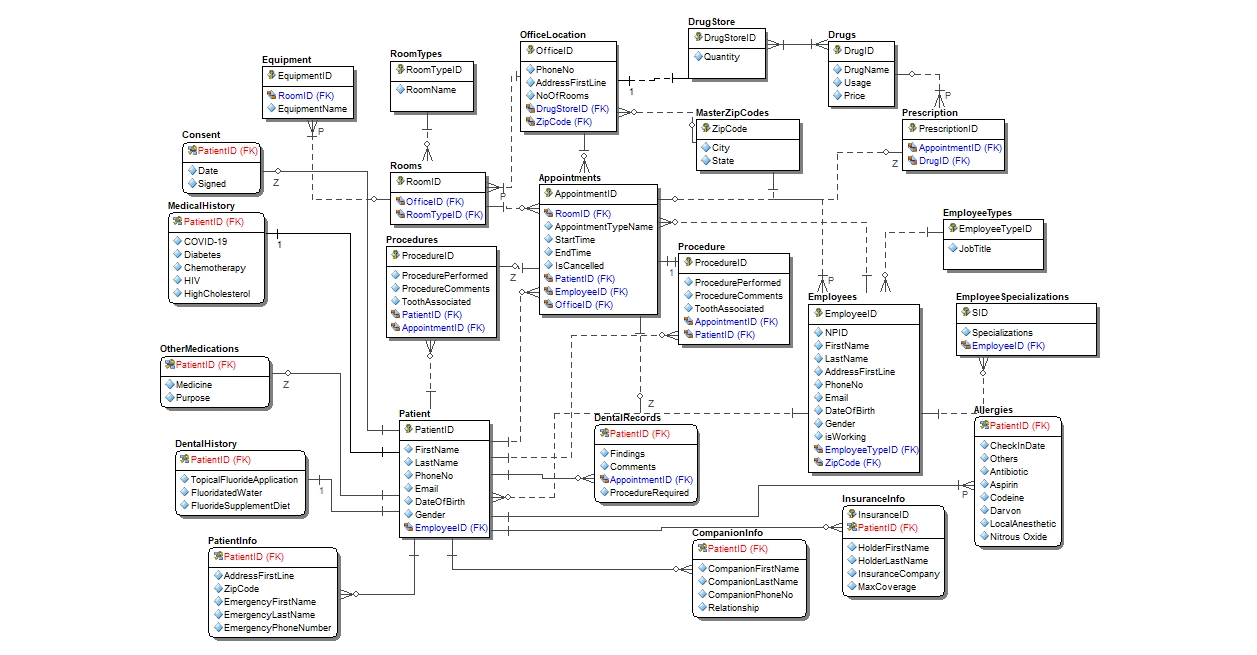 DrugStore
DrugStoreID
Quantity
Drugs
DrugID
DrugName
Usage
Price
OfficeLocation
OfficeID
PhoneNo
AddressFirstLine
NoOfRooms
DrugStoreID (FK)
ZipCode (FK)
1
RoomTypes
RoomTypeID
RoomName
Equipment
EquipmentID
RoomID (FK)
EquipmentName
P
P
MasterZipCodes
ZipCode
City
State
Prescription
PrescriptionID
AppointmentID (FK)
DrugID (FK)
Z
Consent
PatientID (FK)
Date
Signed
Z
Rooms
RoomID
OfficeID (FK)
RoomTypeID (FK)
P
Appointments
AppointmentID
RoomID (FK)
AppointmentTypeName
StartTime
EndTime
IsCancelled
PatientID (FK)
EmployeeID (FK)
OfficeID (FK)
MedicalHistory
PatientID (FK)
COVID-19
Diabetes
Chemotherapy
HIV
HighCholesterol
1
EmployeeTypes
EmployeeTypeID
JobTitle
Procedures
ProcedureID
ProcedurePerformed
ProcedureComments
ToothAssociated
PatientID (FK)
AppointmentID (FK)
Z
1
Procedure
ProcedureID
ProcedurePerformed
ProcedureComments
ToothAssociated
AppointmentID (FK)
PatientID (FK)
P
Employees
EmployeeID
NPID
FirstName
LastName
AddressFirstLine
PhoneNo
Email
DateOfBirth
Gender
isWorking
EmployeeTypeID (FK)
ZipCode (FK)
EmployeeSpecializations
SID
Specializations
EmployeeID (FK)
OtherMedications
PatientID (FK)
Medicine
Purpose
Z
Z
Patient
PatientID
FirstName
LastName
PhoneNo
Email
DateOfBirth
Gender
EmployeeID (FK)
DentalRecords
PatientID (FK)
Findings
Comments
AppointmentID (FK)
ProcedureRequired
Allergies
PatientID (FK)
CheckInDate
Others
Antibiotic
Aspirin
Codeine
Darvon
LocalAnesthetic
Nitrous Oxide
P
DentalHistory
PatientID (FK)
TopicalFluorideApplication
FluoridatedWater
FluorideSupplementDiet
1
InsuranceInfo
InsuranceID
PatientID (FK)
HolderFirstName
HolderLastName
InsuranceCompany
MaxCoverage
CompanionInfo
PatientID (FK)
CompanionFirstName
CompanionLastName
CompanionPhoneNo
Relationship
PatientInfo
PatientID (FK)
AddressFirstLine
ZipCode
EmergencyFirstName
EmergencyLastName
EmergencyPhoneNumber